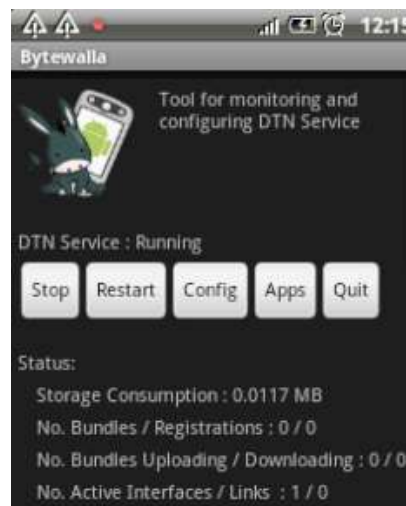 12:15
Bytewalla
Tool for monitoring and
configuring DTN Service
DTN Service : Running
Stop Restart Config Apps Quit
Status:
Storage Consumption : 0.0117 MB
No. Bundles / Registrations : 0 / 0
No. Bundles Uploading / Downloading : 0 / 0
No. Active Interfaces / Links : 1 / 0